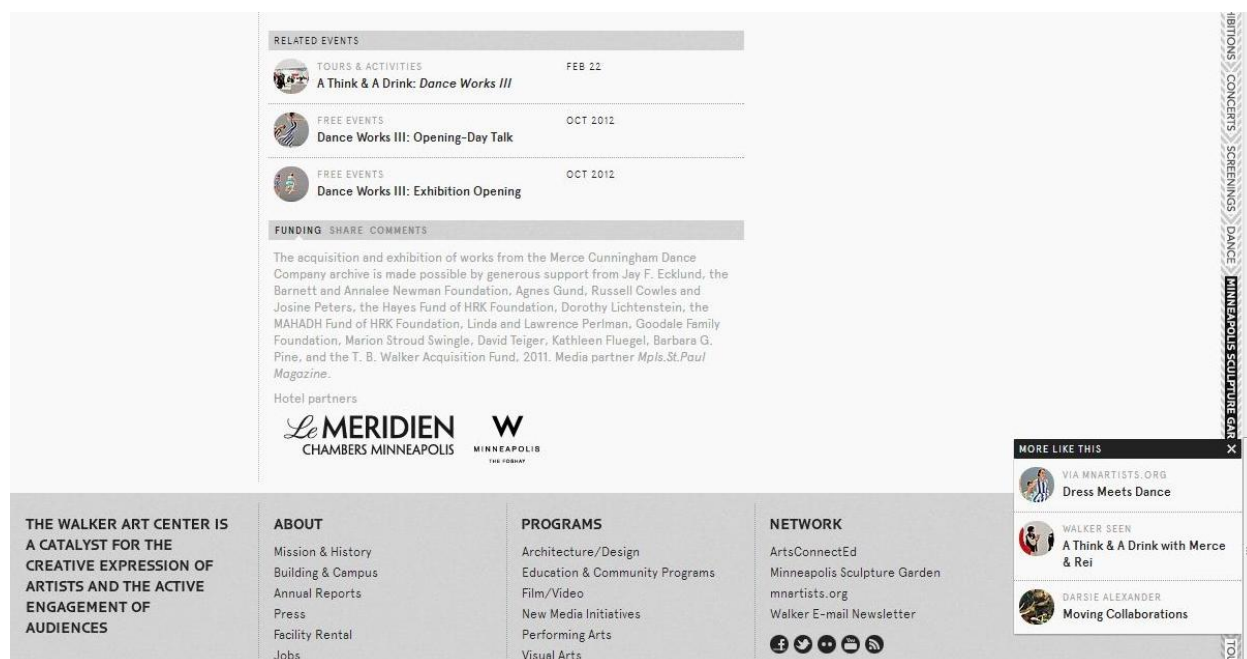 RELATED EVENTS
TOURS & ACTIVITIES
FEB 22
A Think & A Drink: Dance Works III
FREE EVENTS
OCT 2012
Dance Works III: Opening-Day Talk
FREE EVENTS
OCT 2012
Dance Works III: Exhibition Opening
FUNDING SHARE COMMENTS
The acquisition and exhibition of works from the Merce Cunningham Dance
Company archive is made possible by generous support from Jay F. Ecklund, the
Barnett and Annalee Newman Foundation, Agnes Gund, Russell Cowles and
Josine Peters, the Hayes Fund of HRK Foundation, Dorothy Lichtenstein, the
MAHADH Fund of HRK Foundation, Linda and Lawrence Perlman, Goodale Family
Foundation, Marion Stroud Swingle, David Teiger, Kathleen Fluegel, Barbara G.
Pine, and the T. B. Walker Acquisition Fund, 2011. Media partner Mpls.St.Paul
Magazine.
Hotel partners
Le MERIDIEN
CHAMBERS MINNEAPOLIS
W
MINNEAPOLIS
THE FOSHAY
THE WALKER ART CENTER IS
A CATALYST FOR THE
CREATIVE EXPRESSION OF
ARTISTS AND THE ACTIVE
ENGAGEMENT OF
AUDIENCES
ABOUT
Mission & History
Building & Campus
Annual Reports
Press
Facility Rental
Jobs
PROGRAMS
Architecture/Design
Education & Community Programs
Film/Video
New Media Initiatives
Performing Arts
Visual Arts
NETWORK
ArtsConnectEd
Minneapolis Sculpture Garden
mnartists.org
Walker E-mail Newsletter
MORE LIKE THIS
VIA MNARTISTS.ORG
Dress Meets Dance
WALKER SEEN
A Think & A Drink with Merce
& Rei
DARSIE ALEXANDER
Moving Collaborations
HIBITIONS
CONCERTS
SCREENINGS
DANCE
MINNEAPOLIS SCULPTURE GAR
TOU